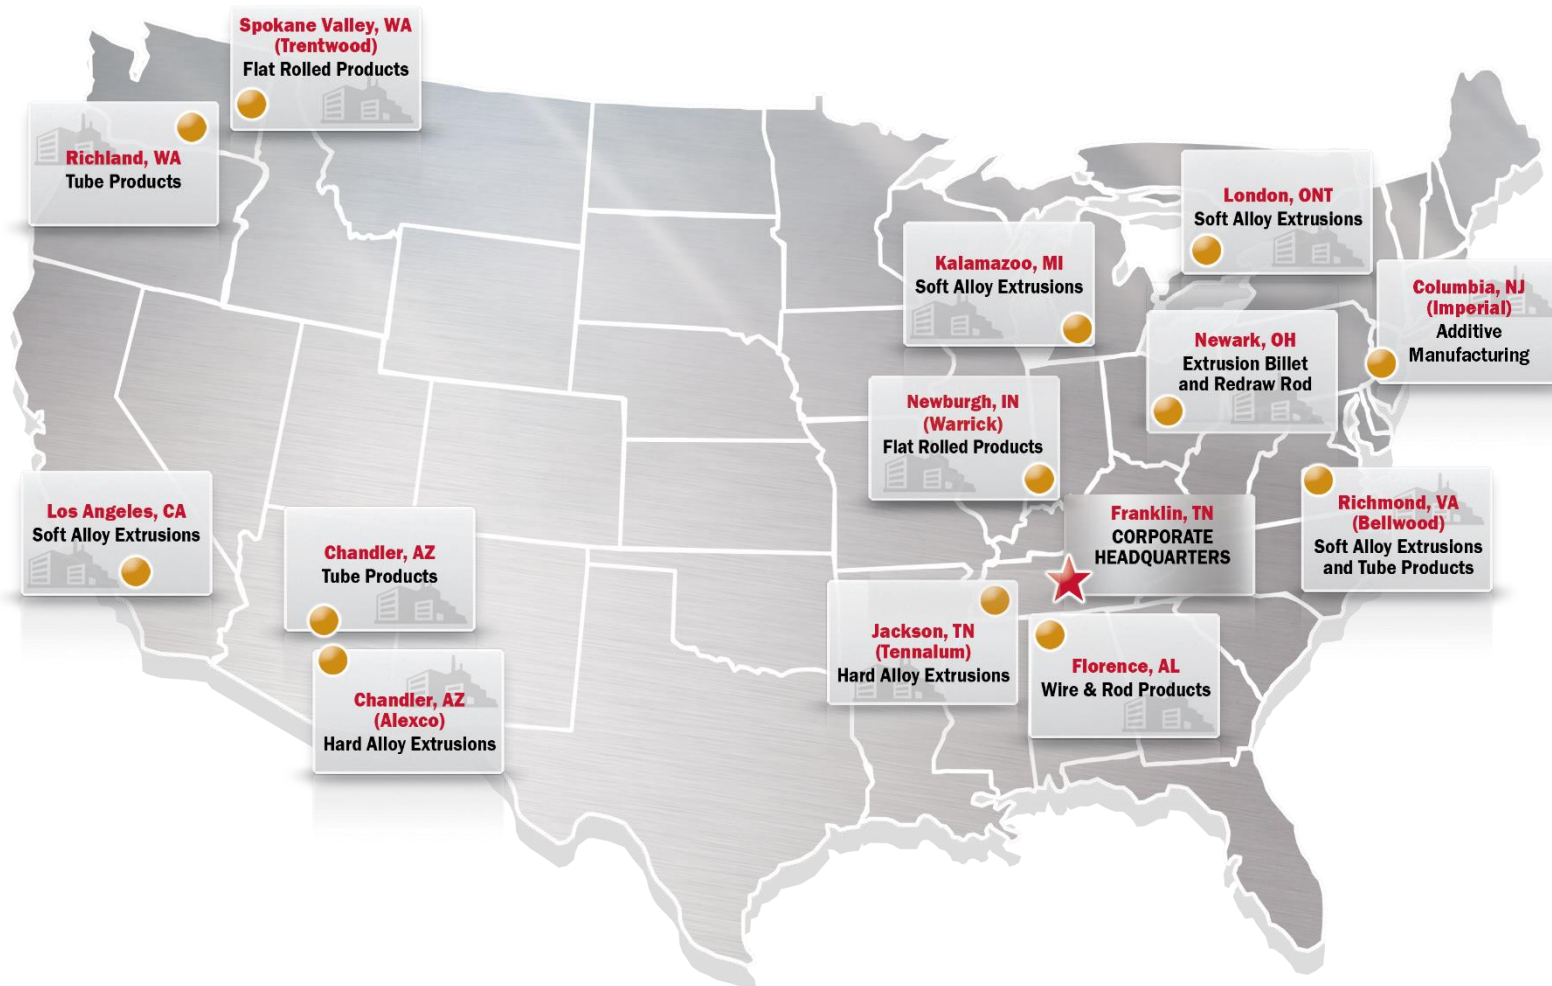 Spokane Valley, WA
(Trentwood)
Flat Rolled Products
Richland, WA
Tube Products
London, ONT
Soft Alloy Extrusions
Kalamazoo, MI
Soft Alloy Extrusions
Columbia, NJ
(Imperial)
Additive
Manufacturing
Newark, OH
Extrusion Billet
and Redraw Rod
Newburgh, IN
(Warrick)
Flat Rolled Products
Los Angeles, CA
Soft Alloy Extrusions
Chandler, AZ
Tube Products
Franklin, TN
CORPORATE
HEADQUARTERS
Richmond, VA
(Bellwood)
Soft Alloy Extrusions
and Tube Products
Jackson, TN
(Tennalum)
Hard Alloy Extrusions
Florence, AL
Wire & Rod Products
Chandler, AZ
(Alexco)
Hard Alloy Extrusions